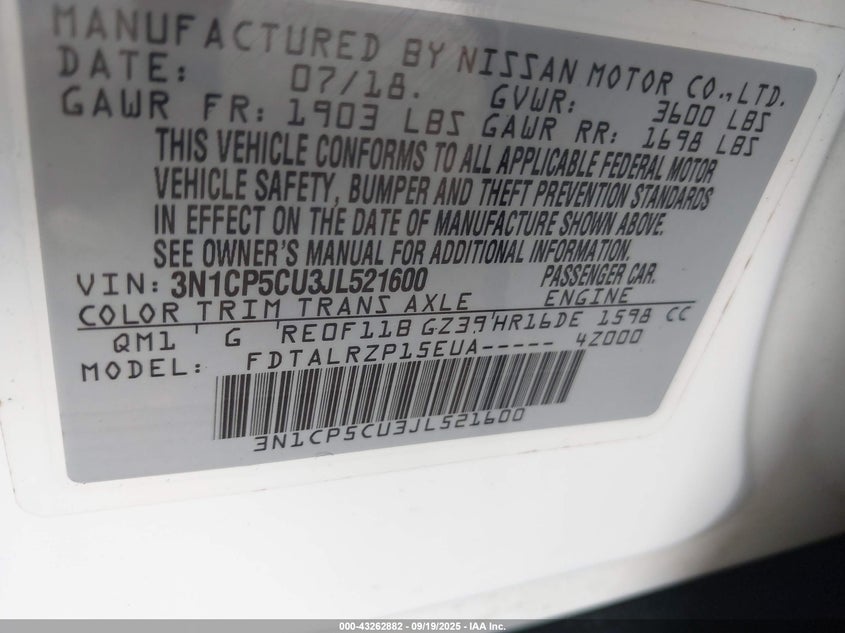 MANUFACTURED BY NISSAN MOTOR CO.,LTD.
DATE: 07/18. GVWR: 3600 LBS
GAWR FR: 1903 LBS GAWR RR: 1698 LBS
THIS VEHICLE CONFORMS TO ALL APPLICABLE FEDERAL MOTOR
VEHICLE SAFETY, BUMPER AND THEFT PREVENTION STANDARDS
IN EFFECT ON THE DATE OF MANUFACTURE SHOWN ABOVE.
SEE OWNER'S MANUAL FOR ADDITIONAL INFORMATION.
VIN: 3N1CP5CU3JL521600 PASSENGER CAR.
COLOR TRIM TRANS AXLE ENGINE
QM1 ' G 'RE0F11B GZ39'HR16DE 1598 CC
MODEL: FDTALRZP15EUA----- 4Z000
3N1CP5CU3JL521600
000-43262882 | 09/19/2025 | IAA Inc.